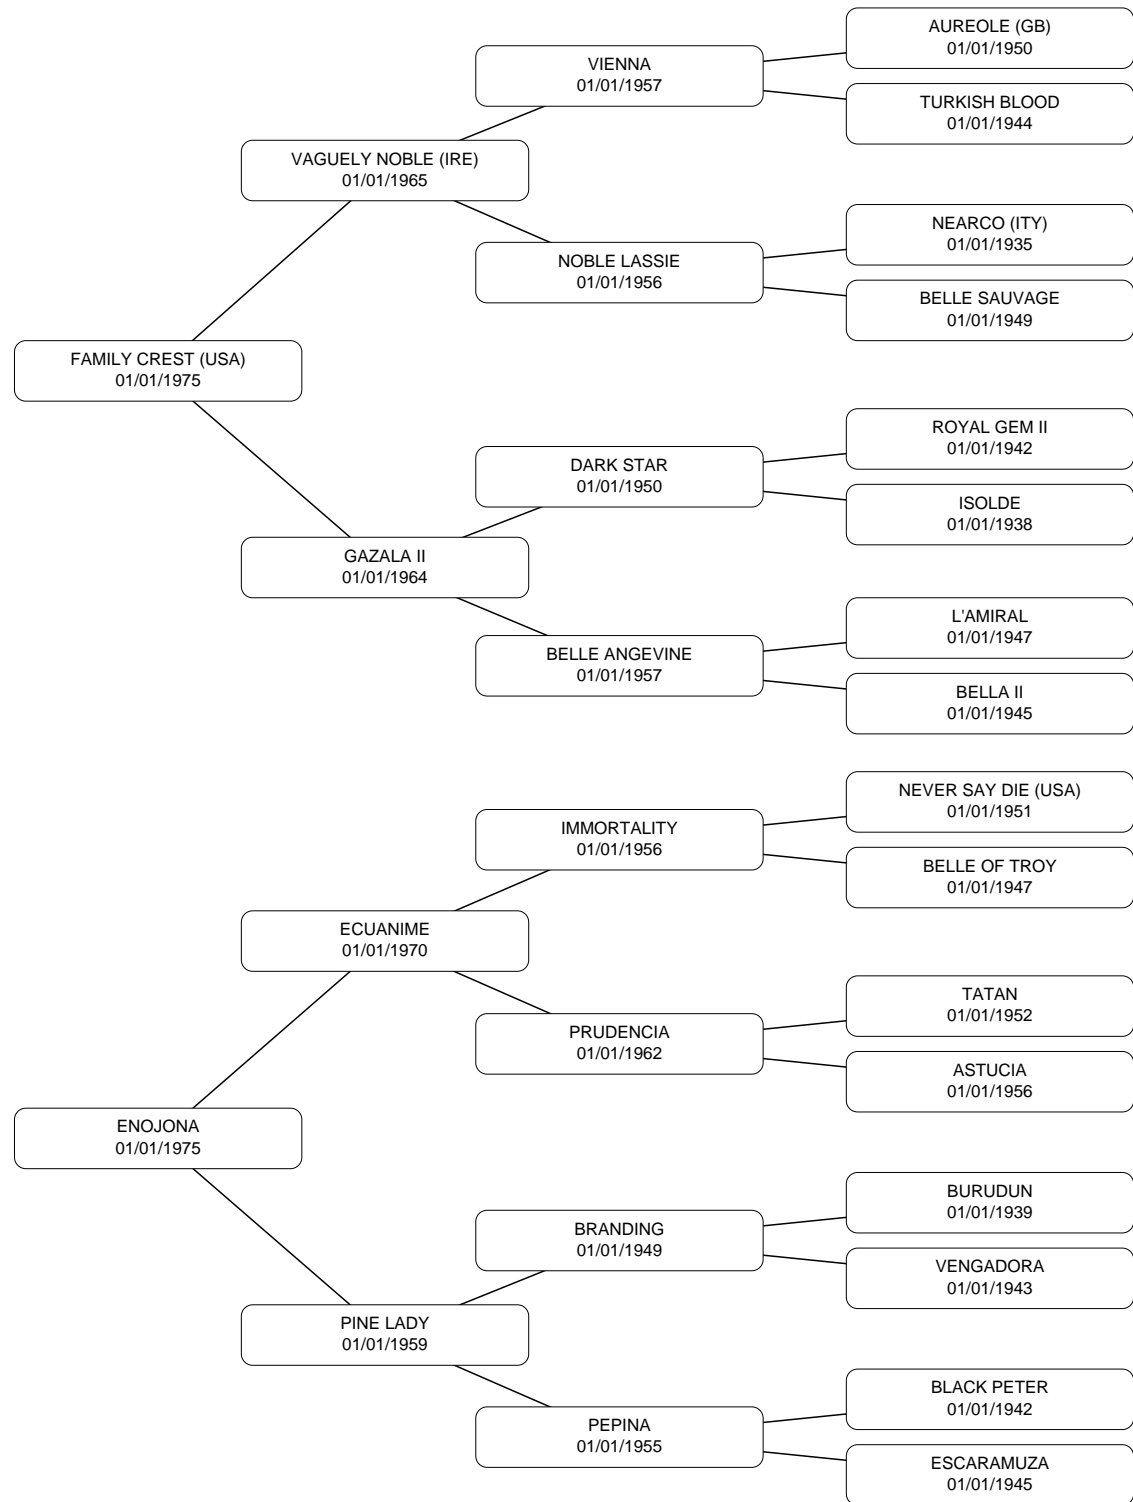 AUREOLE (GB)
01/01/1950
VIENNA
01/01/1957
TURKISH BLOOD
01/01/1944
VAGUELY NOBLE (IRE)
01/01/1965
NEARCO (ITY)
01/01/1935
NOBLE LASSIE
01/01/1956
BELLE SAUVAGE
01/01/1949
FAMILY CREST (USA)
01/01/1975
ROYAL GEM II
01/01/1942
DARK STAR
01/01/1950
ISOLDE
01/01/1938
GAZALA II
01/01/1964
L'AMIRAL
01/01/1947
BELLE ANGEVINE
01/01/1957
BELLA II
01/01/1945
NEVER SAY DIE (USA)
01/01/1951
IMMORTALITY
01/01/1956
BELLE OF TROY
01/01/1947
ECUANIME
01/01/1970
TATAN
01/01/1952
PRUDENCIA
01/01/1962
ASTUCIA
01/01/1956
ENOJONA
01/01/1975
BURUDUN
01/01/1939
BRANDING
01/01/1949
VENGADORA
01/01/1943
PINE LADY
01/01/1959
BLACK PETER
01/01/1942
PEPINA
01/01/1955
ESCARAMUZA
01/01/1945